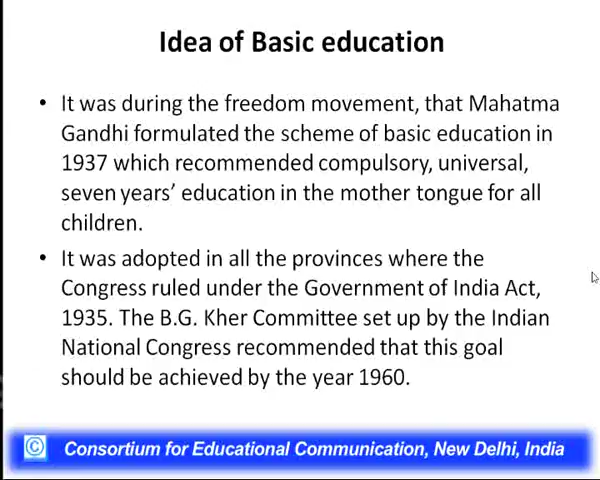 Idea of Basic education
• It was during the freedom movement, that Mahatma
Gandhi formulated the scheme of basic education in
1937 which recommended compulsory, universal,
seven years’ education in the mother tongue for all
children.
• It was adopted in all the provinces where the
Congress ruled under the Government of India Act,
1935. The B.G. Kher Committee set up by the Indian
National Congress recommended that this goal
should be achieved by the year 1960.
© Consortium for Educational Communication, New Delhi, India